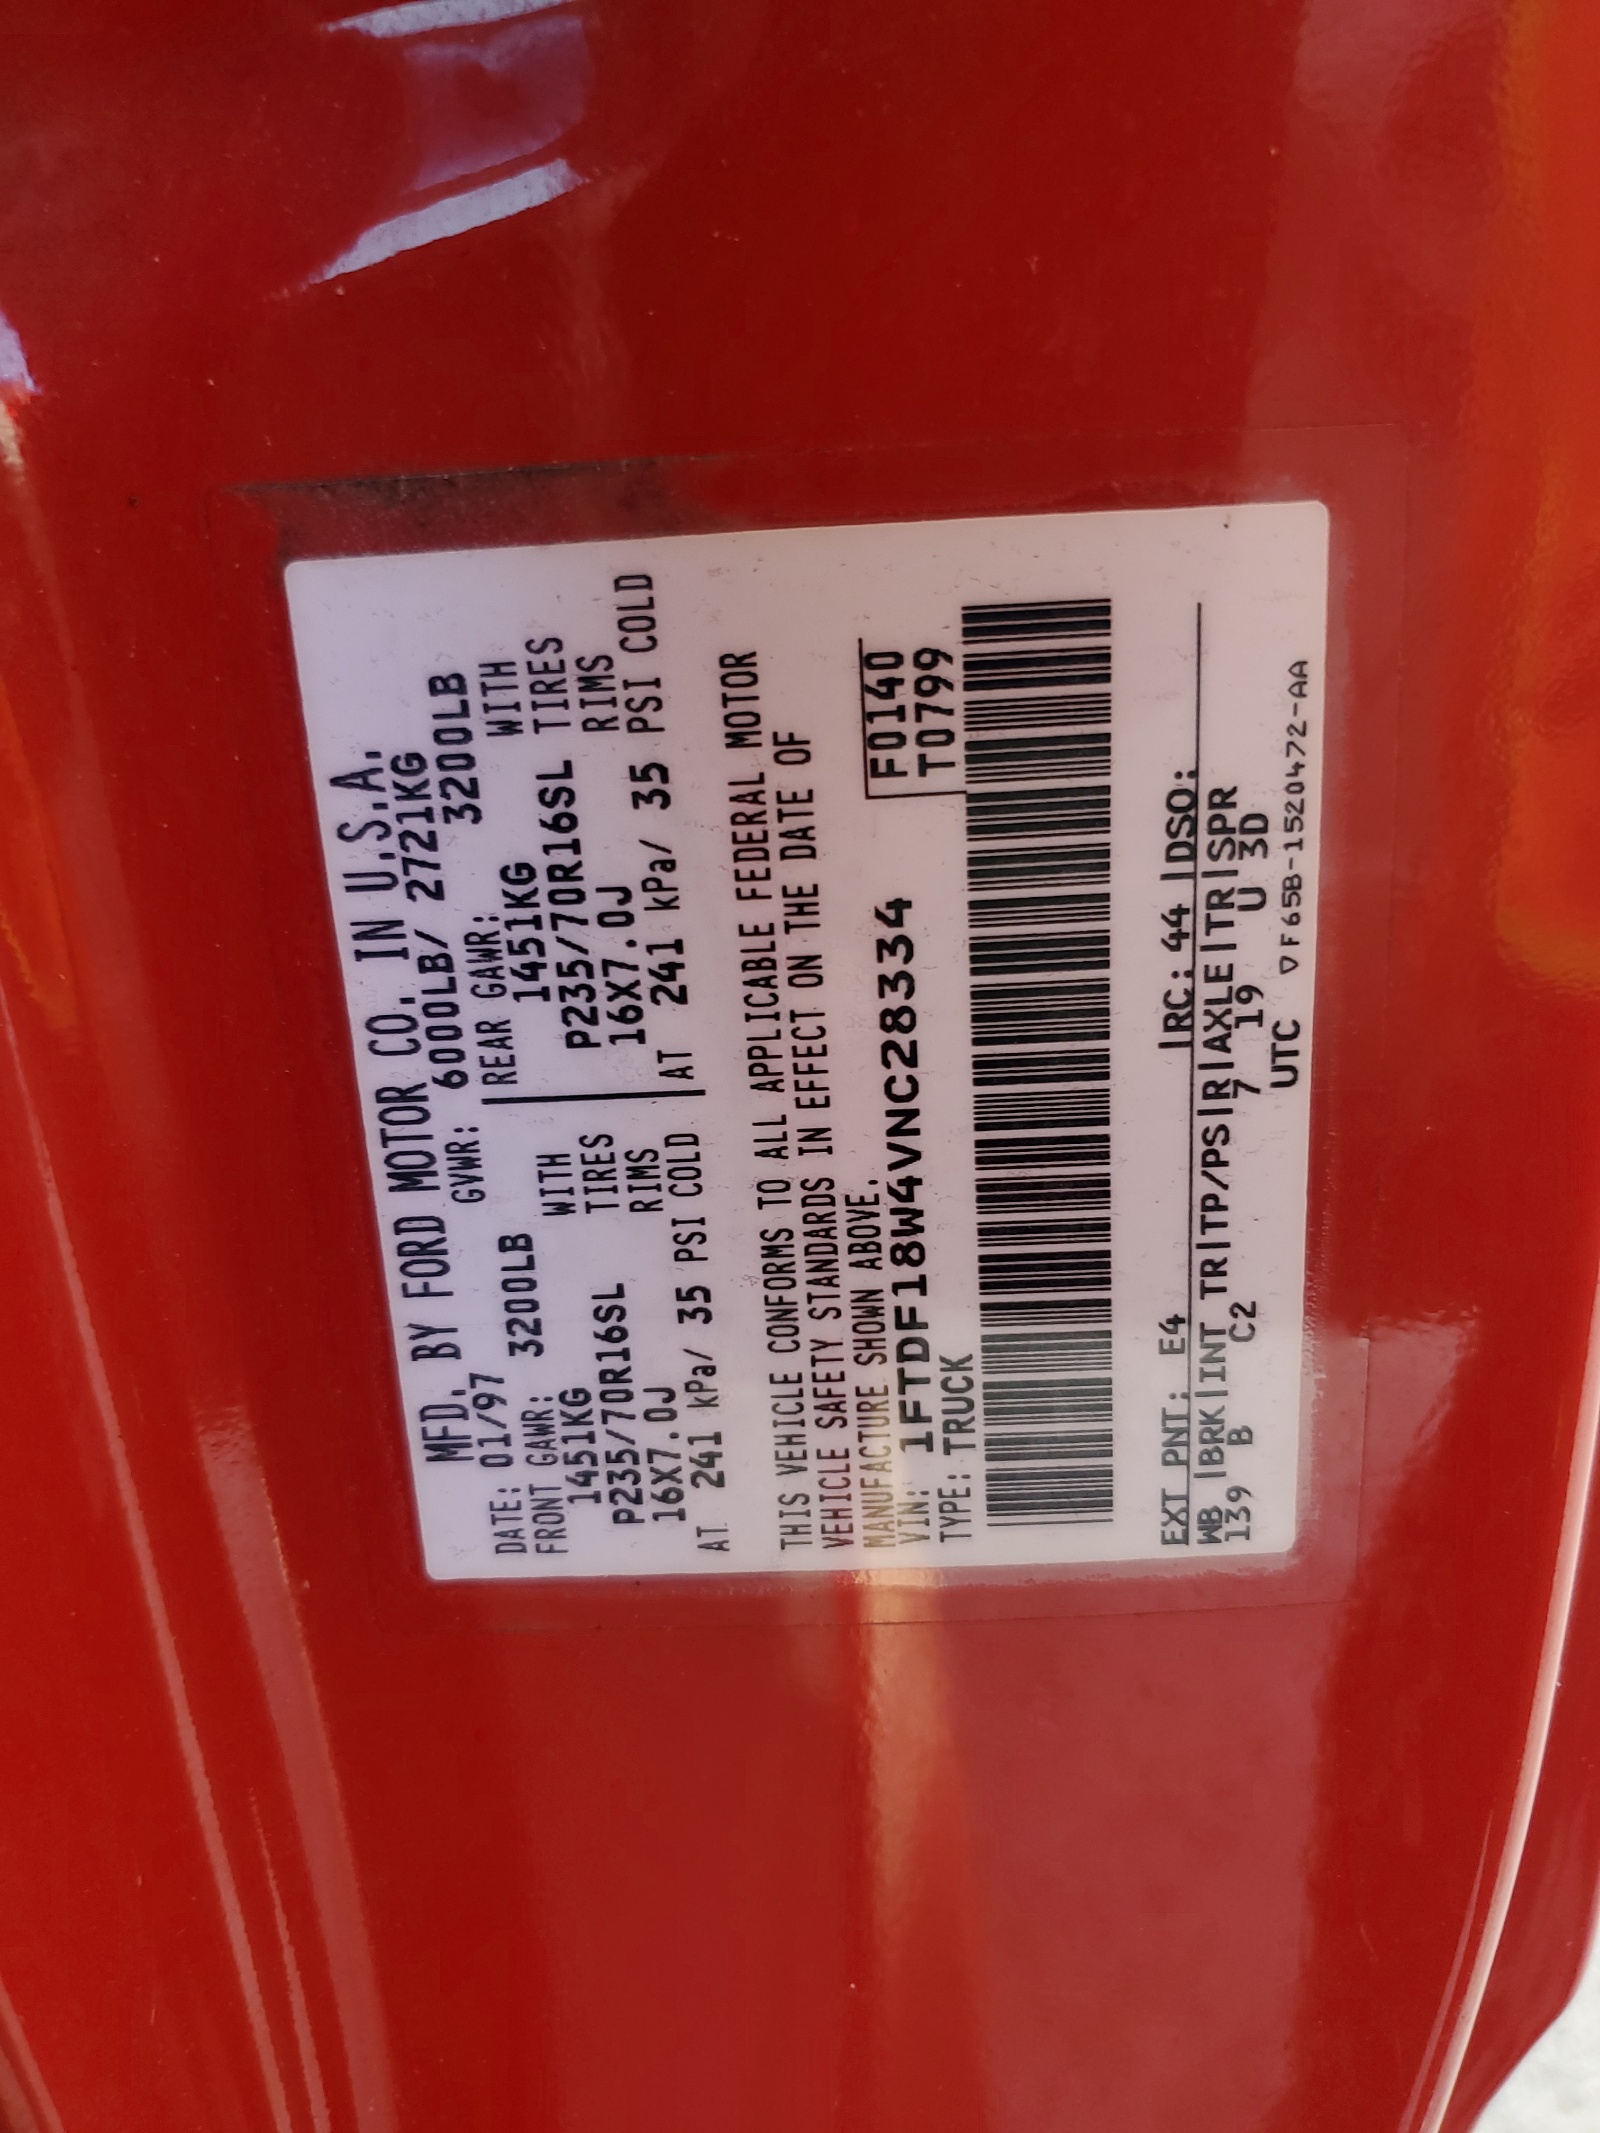 MFD. BY FORD MOTOR CO. IN U.S.A.
DATE: 01/97 GVWR: 6000LB/ 2721KG
FRONT GAWR: 3200LB REAR GAWR: 3200LB
1451KG WITH 1451KG WITH
P235/70R16SL TIRES P235/70R16SL TIRES
16X7.0J RIMS 16X7.0J RIMS
AT 241 kPa/ 35 PSI COLD AT 241 kPa/ 35 PSI COLD
THIS VEHICLE CONFORMS TO ALL APPLICABLE FEDERAL MOTOR
VEHICLE SAFETY STANDARDS IN EFFECT ON THE DATE OF
MANUFACTURE SHOWN ABOVE.
VIN: 1FTDF18W4VNC28334 F0140
TYPE: TRUCK T0799
EXT PNT: E4 RC: 44 DSO:
WB BRK INT TR TP/PS R AXLE TR SPR
139 B C2 7 19 U 3D
UTC ▽ F65B-1520472-AA